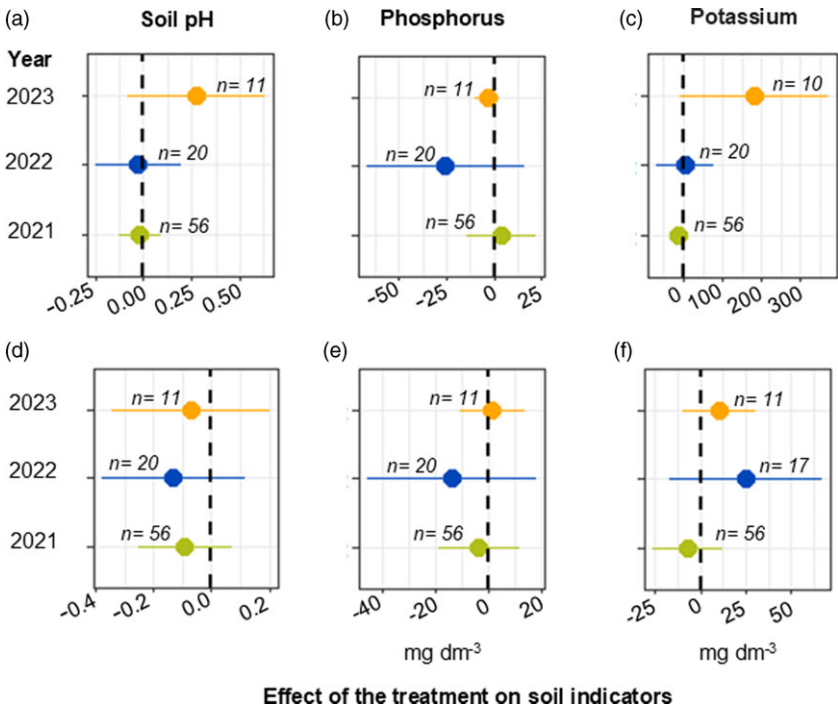 (a) Soil pH (b) Phosphorus (c) Potassium
Year
2023 n= 11 n= 11 n= 10
2022 n= 20 n= 20 n= 20
2021 n= 56 n= 56 n= 56
-0.25 0.00 0.25 0.50 -50 -25 0 25 0 100 200 300
(d) (e) (f)
2023 n= 11 n= 11 n= 11
2022 n= 20 n= 20 n= 17
2021 n= 56 n= 56 n= 56
-0.4 -0.2 0.0 0.2 -40 -20 0 20 -25 0 25 50
mg dm⁻³ mg dm⁻³
Effect of the treatment on soil indicators